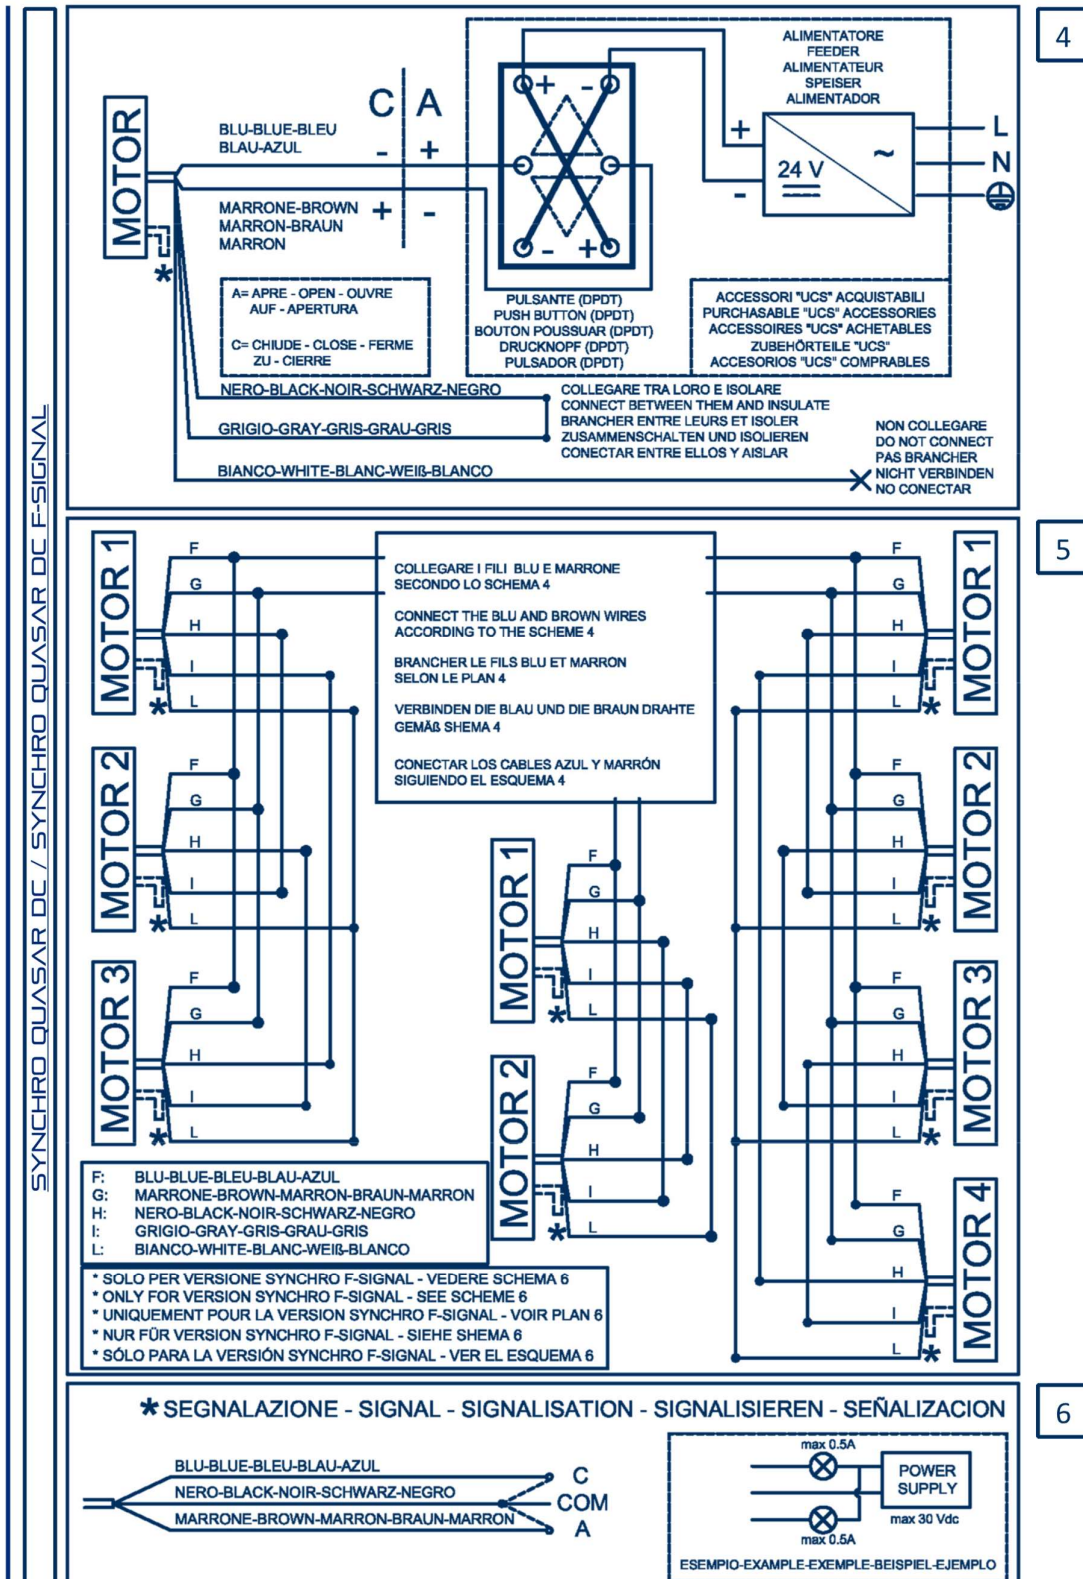 SYNCHRO QUASAR DC / SYNCHRO QUASAR DC F-SIGNAL
4
MOTOR
*
BLU-BLUE-BLEU
BLAU-AZUL
C A
- +
MARRONE-BROWN
MARRON-BRAUN
MARRON
+ -
+ -
- +
ALIMENTATORE
FEEDER
ALIMENTATEUR
SPEISER
ALIMENTADOR
+
-
24 V
~
L
N
A= APRE - OPEN - OUVRE
AUF - APERTURA
C= CHIUDE - CLOSE - FERME
ZU - CIERRE
PULSANTE (DPDT)
PUSH BUTTON (DPDT)
BOUTON POUSSUAR (DPDT)
DRUCKNOPF (DPDT)
PULSADOR (DPDT)
ACCESSORI "UCS" ACQUISTABILI
PURCHASABLE "UCS" ACCESSORIES
ACCESSOIRES "UCS" ACHETABLES
ZUBEHÖRTEILE "UCS"
ACCESORIOS "UCS" COMPRABLES
NERO-BLACK-NOIR-SCHWARZ-NEGRO
GRIGIO-GRAY-GRIS-GRAU-GRIS
BIANCO-WHITE-BLANC-WEIß-BLANCO
COLLEGARE TRA LORO E ISOLARE
CONNECT BETWEEN THEM AND INSULATE
BRANCHER ENTRE LEURS ET ISOLER
ZUSAMMENSCHALTEN UND ISOLIEREN
CONECTAR ENTRE ELLOS Y AISLAR
NON COLLEGARE
DO NOT CONNECT
PAS BRANCHER
NICHT VERBINDEN
NO CONECTAR
5
MOTOR 1
F
G
H
I
L
*
MOTOR 2
F
G
H
I
L
*
MOTOR 3
F
G
H
I
L
*
COLLEGARE I FILI BLU E MARRONE
SECONDO LO SCHEMA 4
CONNECT THE BLU AND BROWN WIRES
ACCORDING TO THE SCHEME 4
BRANCHER LE FILS BLU ET MARRON
SELON LE PLAN 4
VERBINDEN DIE BLAU UND DIE BRAUN DRAHTE
GEMÄß SHEMA 4
CONECTAR LOS CABLES AZUL Y MARRÓN
SIGUIENDO EL ESQUEMA 4
MOTOR 1
F
G
H
I
L
*
MOTOR 2
F
G
H
I
L
*
MOTOR 1
F
G
H
I
L
*
MOTOR 2
F
G
H
I
L
*
MOTOR 3
F
G
H
I
L
*
MOTOR 4
F
G
H
I
L
*
F: BLU-BLUE-BLEU-BLAU-AZUL
G: MARRONE-BROWN-MARRON-BRAUN-MARRON
H: NERO-BLACK-NOIR-SCHWARZ-NEGRO
I: GRIGIO-GRAY-GRIS-GRAU-GRIS
L: BIANCO-WHITE-BLANC-WEIß-BLANCO
* SOLO PER VERSIONE SYNCHRO F-SIGNAL - VEDERE SCHEMA 6
* ONLY FOR VERSION SYNCHRO F-SIGNAL - SEE SCHEME 6
* UNIQUEMENT POUR LA VERSION SYNCHRO F-SIGNAL - VOIR PLAN 6
* NUR FÜR VERSION SYNCHRO F-SIGNAL - SIEHE SHEMA 6
* SÓLO PARA LA VERSIÓN SYNCHRO F-SIGNAL - VER EL ESQUEMA 6
6
* SEGNALAZIONE - SIGNAL - SIGNALISATION - SIGNALISIEREN - SEÑALIZACION
BLU-BLUE-BLEU-BLAU-AZUL
NERO-BLACK-NOIR-SCHWARZ-NEGRO
MARRONE-BROWN-MARRON-BRAUN-MARRON
C
COM
A
max 0.5A
POWER
SUPPLY
max 30 Vdc
max 0.5A
ESEMPIO-EXAMPLE-EXEMPLE-BEISPIEL-EJEMPLO